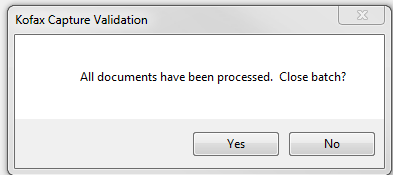 Kofax Capture Validation
All documents have been processed.  Close batch?
Yes
No